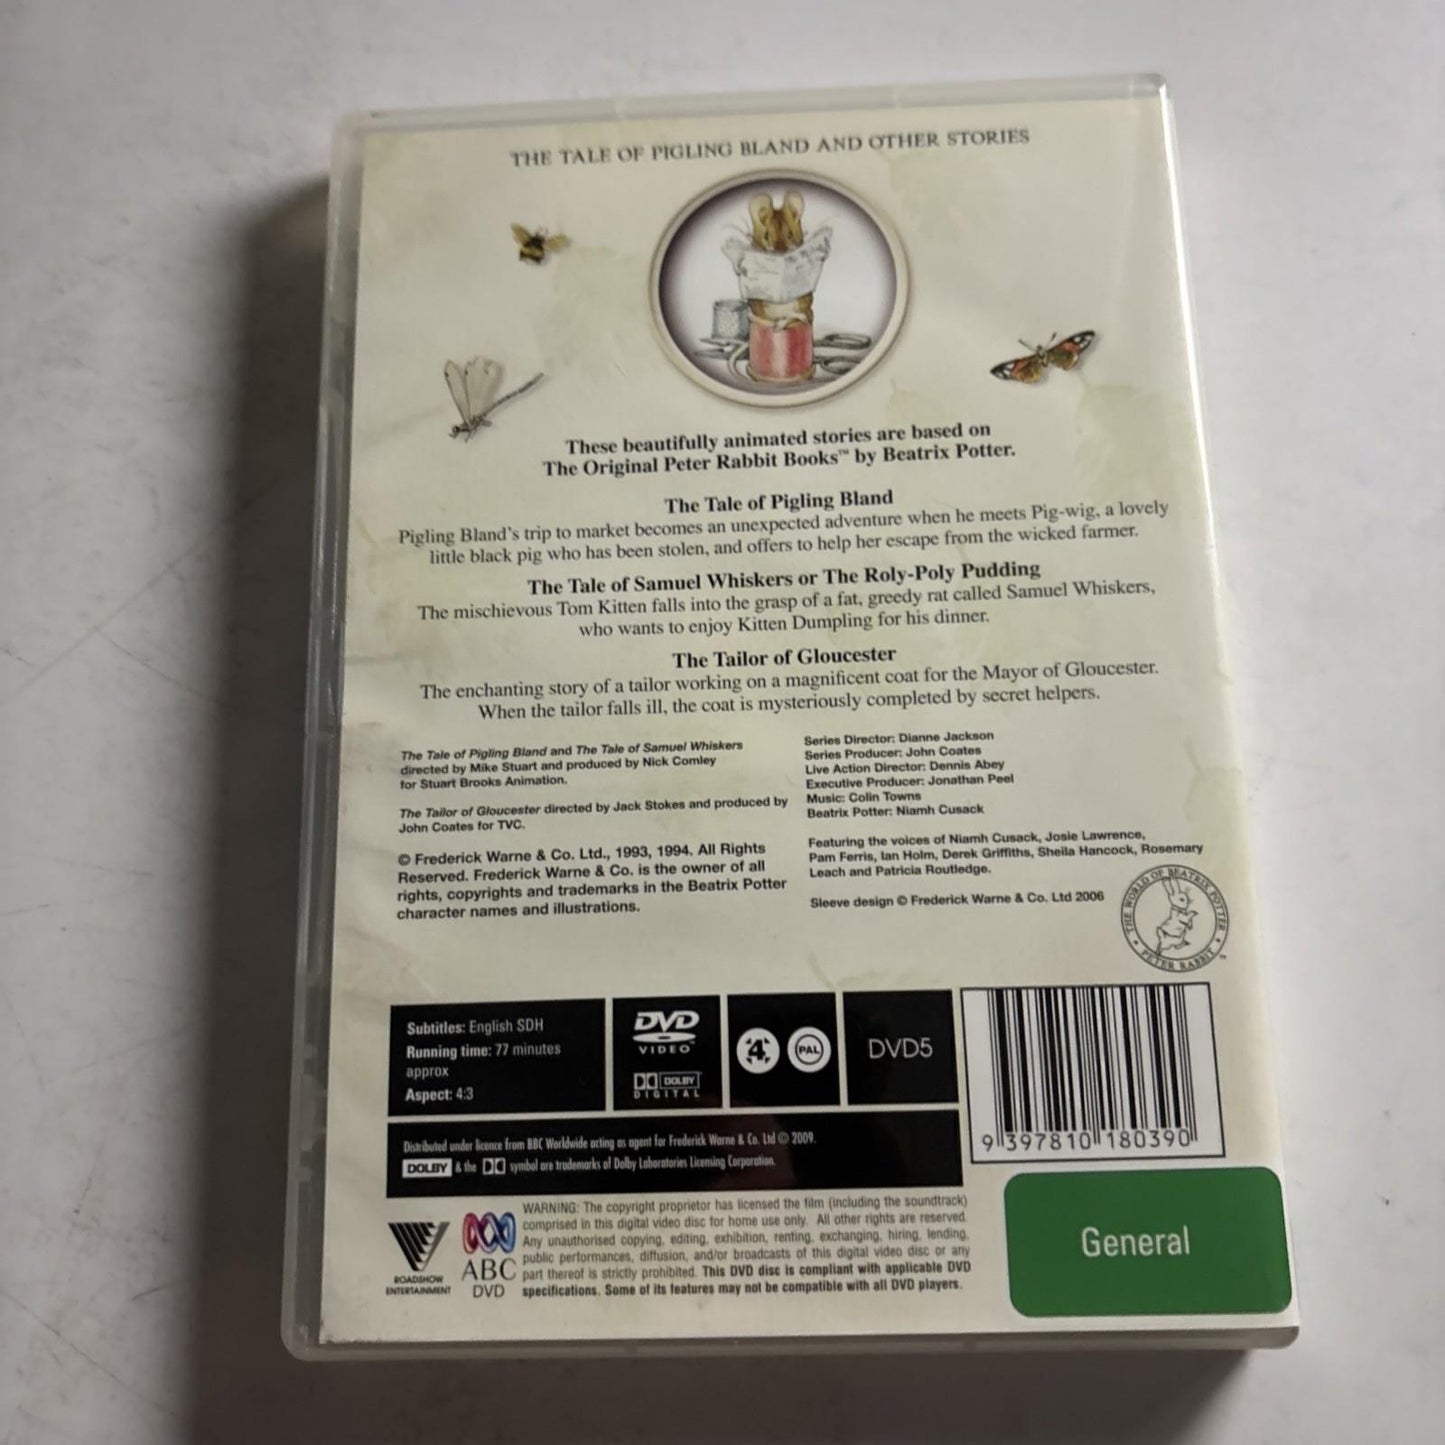 THE TALE OF PIGLING BLAND AND OTHER STORIES
These beautifully animated stories are based on
The Original Peter Rabbit Books™ by Beatrix Potter.
The Tale of Pigling Bland
Pigling Bland's trip to market becomes an unexpected adventure when he meets Pig-wig, a lovely
little black pig who has been stolen, and offers to help her escape from the wicked farmer.
The Tale of Samuel Whiskers or The Roly-Poly Pudding
The mischievous Tom Kitten falls into the grasp of a fat, greedy rat called Samuel Whiskers,
who wants to enjoy Kitten Dumpling for his dinner.
The Tailor of Gloucester
The enchanting story of a tailor working on a magnificent coat for the Mayor of Gloucester.
When the tailor falls ill, the coat is mysteriously completed by secret helpers.
The Tale of Pigling Bland and The Tale of Samuel Whiskers
directed by Mike Stuart and produced by Nick Comley
for Stuart Brooks Animation.
The Tailor of Gloucester directed by Jack Stokes and produced by
John Coates for TVC.
© Frederick Warne & Co. Ltd., 1993, 1994. All Rights
Reserved. Frederick Warne & Co. is the owner of all
rights, copyrights and trademarks in the Beatrix Potter
character names and illustrations.
Series Director: Dianne Jackson
Series Producer: John Coates
Live Action Director: Dennis Abey
Executive Producer: Jonathan Peel
Music: Colin Towns
Beatrix Potter: Niamh Cusack
Featuring the voices of Niamh Cusack, Josie Lawrence,
Pam Ferris, Ian Holm, Derek Griffiths, Sheila Hancock, Rosemary
Leach and Patricia Routledge.
Sleeve design © Frederick Warne & Co. Ltd 2006
THE WORLD OF BEATRIX POTTER
PETER RABBIT ™
Subtitles: English SDH
Running time: 77 minutes
approx
Aspect: 4:3
DVD
VIDEO
DOLBY
DIGITAL
4
PAL
DVD5
9 397810 180390
Distributed under licence from BBC Worldwide acting as agent for Frederick Warne & Co. Ltd © 2009.
DOLBY & the DD symbol are trademarks of Dolby Laboratories Licensing Corporation.
ROADSHOW
ENTERTAINMENT
ABC
DVD
WARNING: The copyright proprietor has licensed the film (including the soundtrack)
comprised in this digital video disc for home use only. All other rights are reserved.
Any unauthorised copying, editing, exhibition, renting, exchanging, hiring, lending,
public performances, diffusion, and/or broadcasts of this digital video disc or any
part thereof is strictly prohibited. This DVD disc is compliant with applicable DVD
specifications. Some of its features may not be compatible with all DVD players.
General